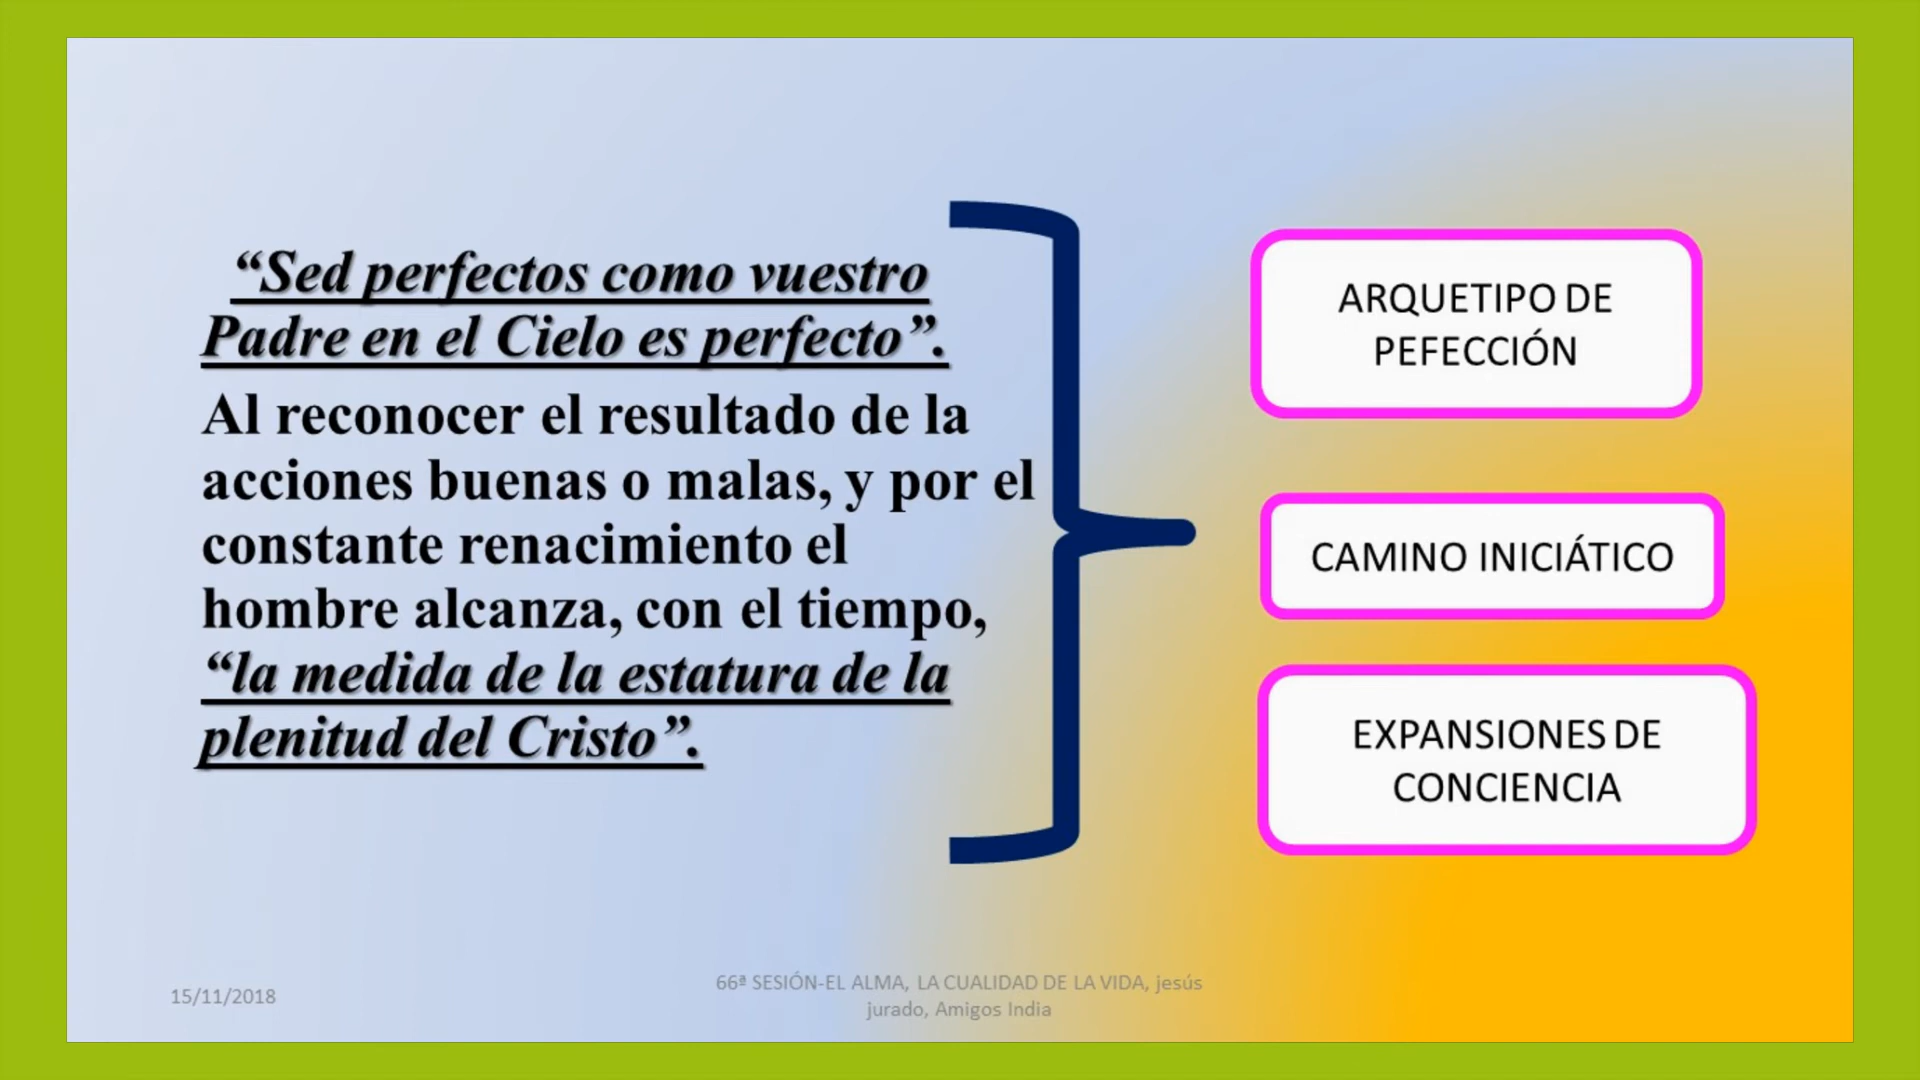 “Sed perfectos como vuestro
Padre en el Cielo es perfecto”.
Al reconocer el resultado de la
acciones buenas o malas, y por el
constante renacimiento el
hombre alcanza, con el tiempo,
“la medida de la estatura de la
plenitud del Cristo”.
ARQUETIPO DE
PEFECCIÓN
CAMINO INICIÁTICO
EXPANSIONES DE
CONCIENCIA
15/11/2018
66ª SESIÓN-EL ALMA, LA CUALIDAD DE LA VIDA, jesús
jurado, Amigos India